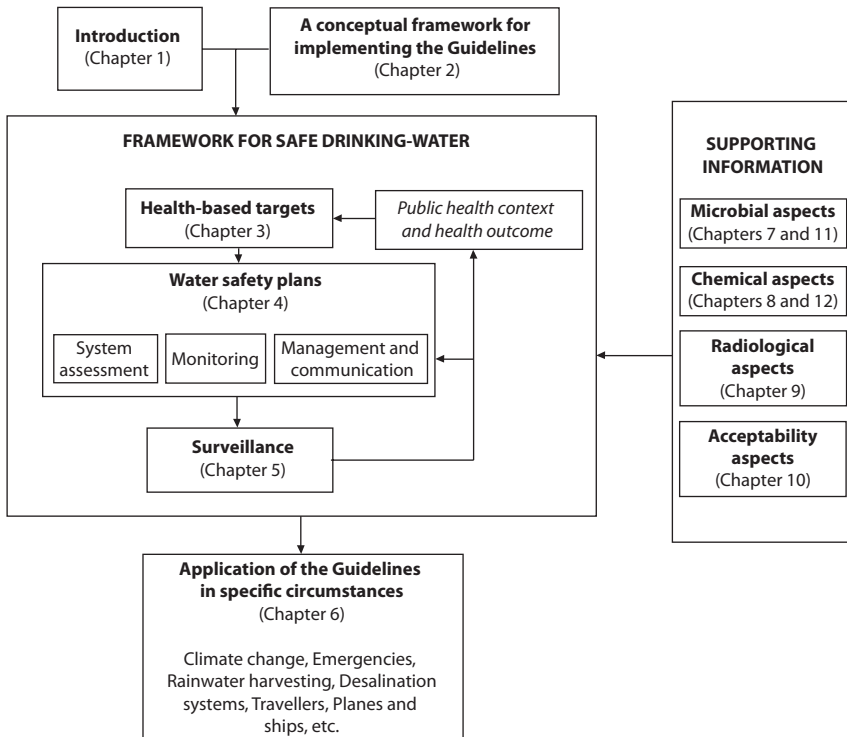 Introduction
(Chapter 1)
A conceptual framework for
implementing the Guidelines
(Chapter 2)
FRAMEWORK FOR SAFE DRINKING-WATER
Health-based targets
(Chapter 3)
Public health context
and health outcome
Water safety plans
(Chapter 4)
System
assessment
Monitoring
Management and
communication
Surveillance
(Chapter 5)
SUPPORTING
INFORMATION
Microbial aspects
(Chapters 7 and 11)
Chemical aspects
(Chapters 8 and 12)
Radiological
aspects
(Chapter 9)
Acceptability
aspects
(Chapter 10)
Application of the Guidelines
in specific circumstances
(Chapter 6)
Climate change, Emergencies,
Rainwater harvesting, Desalination
systems, Travellers, Planes and
ships, etc.